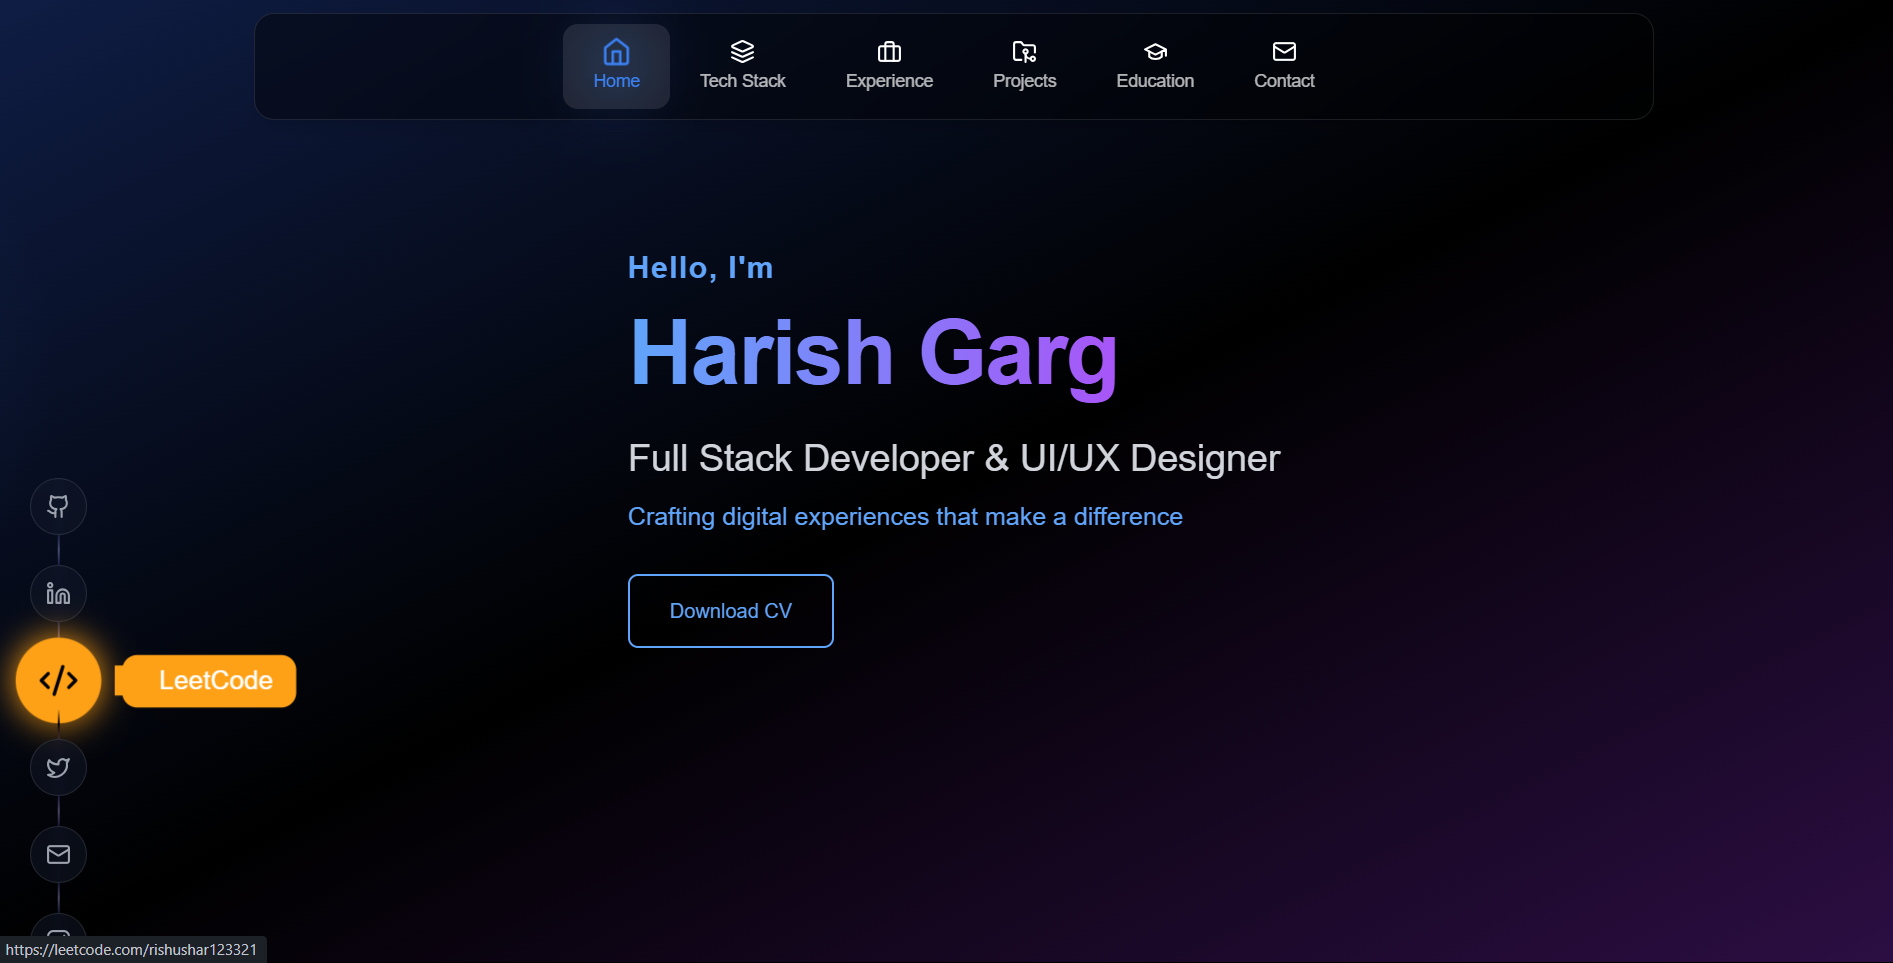 Home
Tech Stack
Experience
Projects
Education
Contact
Hello, I'm
Harish Garg
Full Stack Developer & UI/UX Designer
Crafting digital experiences that make a difference
Download CV
LeetCode
https://leetcode.com/rishushar123321